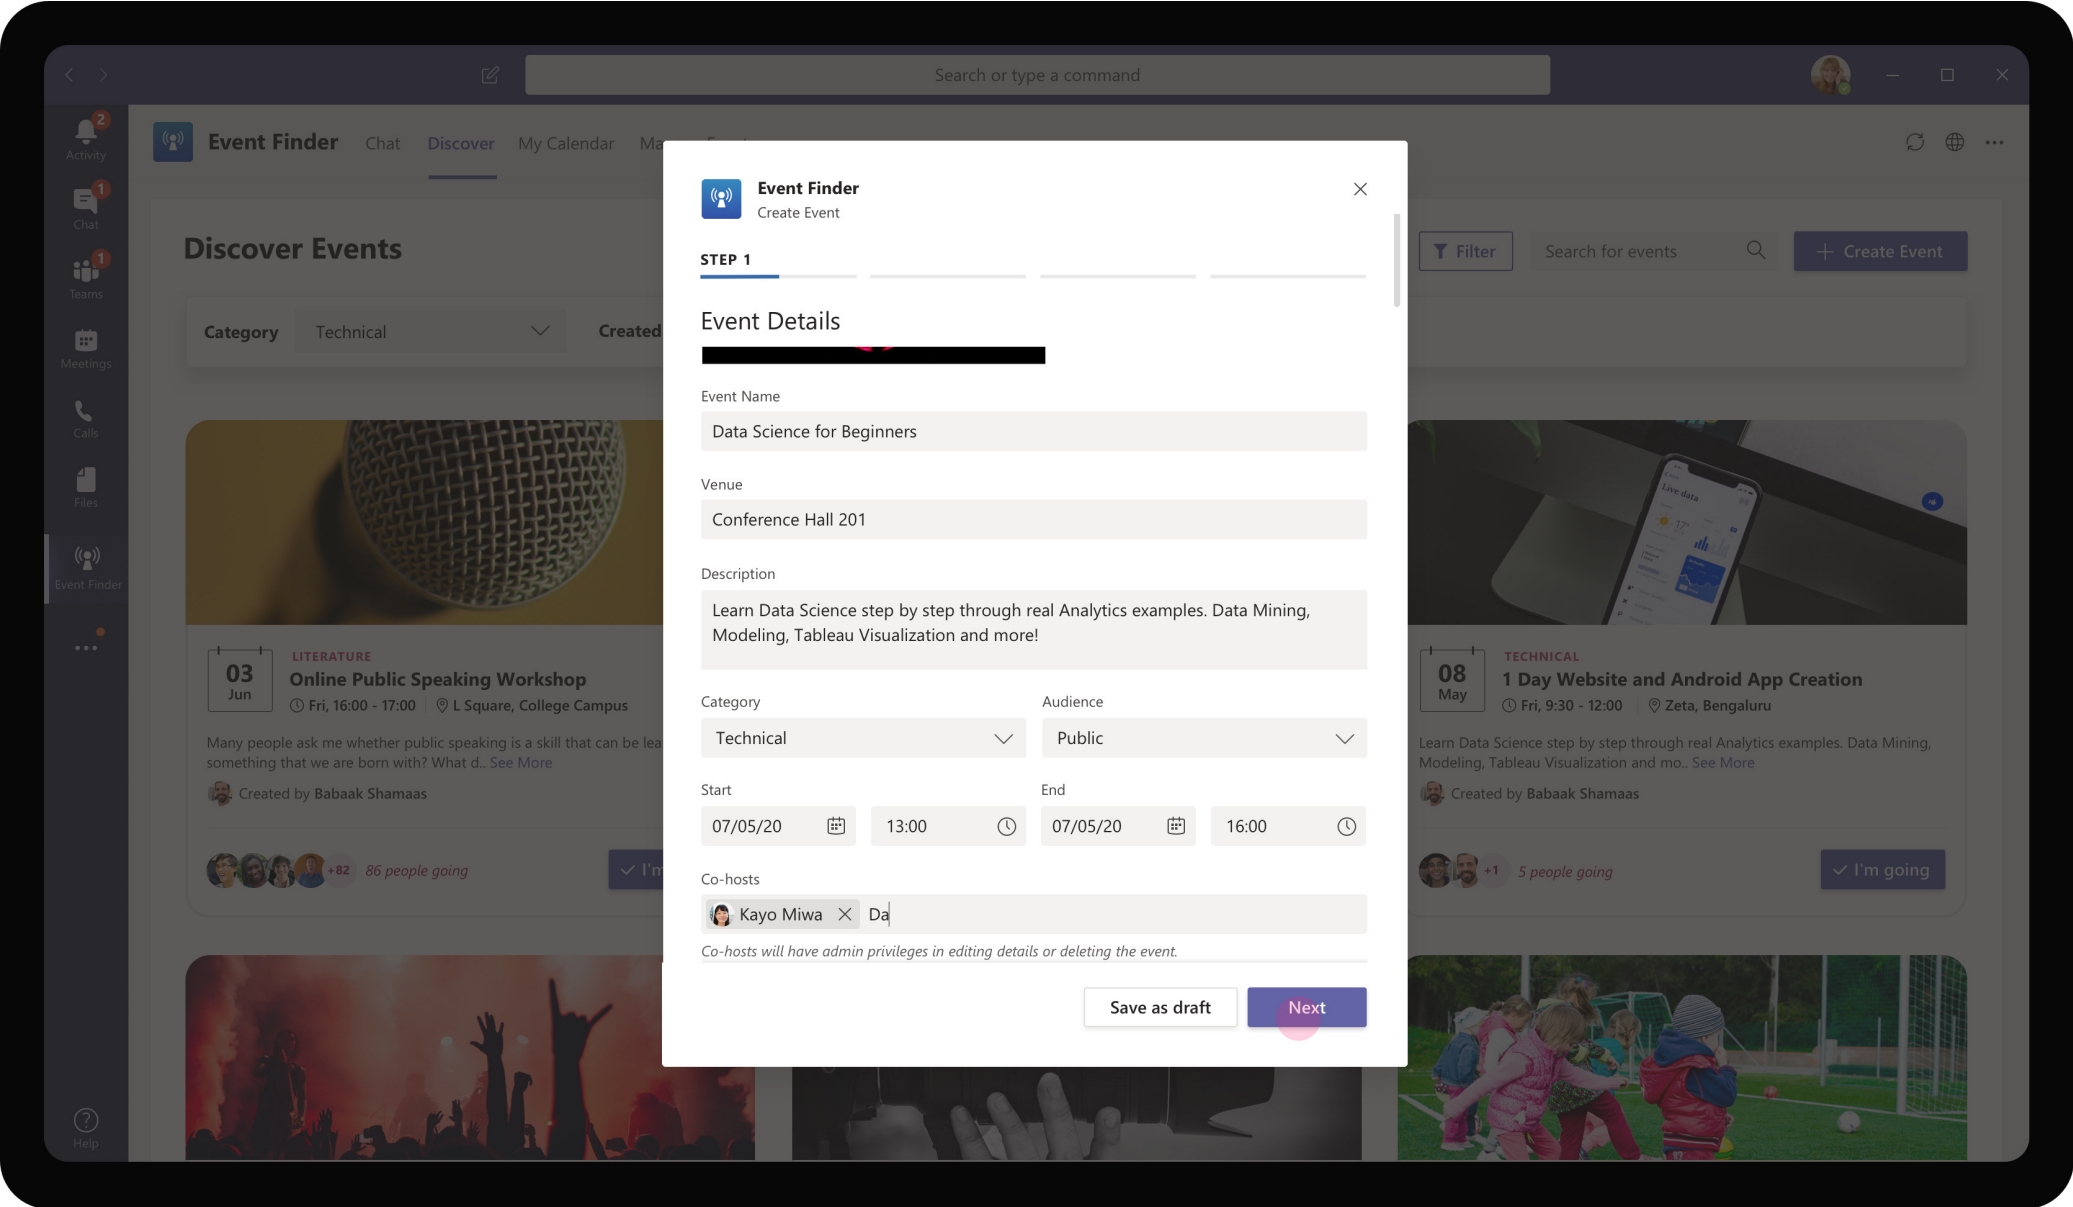 Search or type a command
2
Activity
1
Chat
1
Teams
Meetings
Calls
Files
Event Finder
Help
Event Finder
Chat
Discover
My Calendar
Discover Events
Filter
Search for events
Create Event
Category
Technical
Created
03
Jun
LITERATURE
Online Public Speaking Workshop
Fri, 16:00 - 17:00
L Square, College Campus
Many people ask me whether public speaking is a skill that can be
something that we are born with? What d.. See More
Created by Babaak Shamaas
+82
86 people going
Event Finder
Create Event
STEP 1
Event Details
Event Name
Data Science for Beginners
Venue
Conference Hall 201
Description
Learn Data Science step by step through real Analytics examples. Data Mining,
Modeling, Tableau Visualization and more!
Category
Technical
Audience
Public
Start
07/05/20
13:00
End
07/05/20
16:00
Co-hosts
Kayo Miwa
Da
Co-hosts will have admin privileges in editing details or deleting the event.
Save as draft
Next
Live data
17°
08
May
TECHNICAL
1 Day Website and Android App Creation
Fri, 9:30 - 12:00
Zeta, Bengaluru
Learn Data Science step by step through real Analytics examples. Data Mining,
Modeling, Tableau Visualization and mo.. See More
Created by Babaak Shamaas
+1
5 people going
I'm going